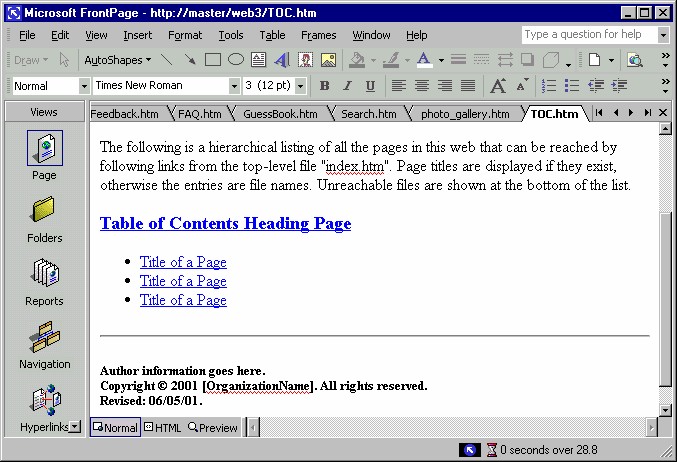 Microsoft FrontPage - http://master/web3/TOC.htm
File Edit View Insert Format Tools Table Frames Window Help Type a question for help
Draw AutoShapes A A
Normal Times New Roman 3 (12 pt) B I U A A
Views Feedback.htm FAQ.htm GuessBook.htm Search.htm photo_gallery.htm TOC.htm
Page
Folders
Reports
Navigation
Hyperlinks
The following is a hierarchical listing of all the pages in this web that can be reached by
following links from the top-level file "index.htm". Page titles are displayed if they exist,
otherwise the entries are file names. Unreachable files are shown at the bottom of the list.
Table of Contents Heading Page
• Title of a Page
• Title of a Page
• Title of a Page
Author information goes here.
Copyright © 2001 [OrganizationName]. All rights reserved.
Revised: 06/05/01.
Normal HTML Preview
0 seconds over 28.8